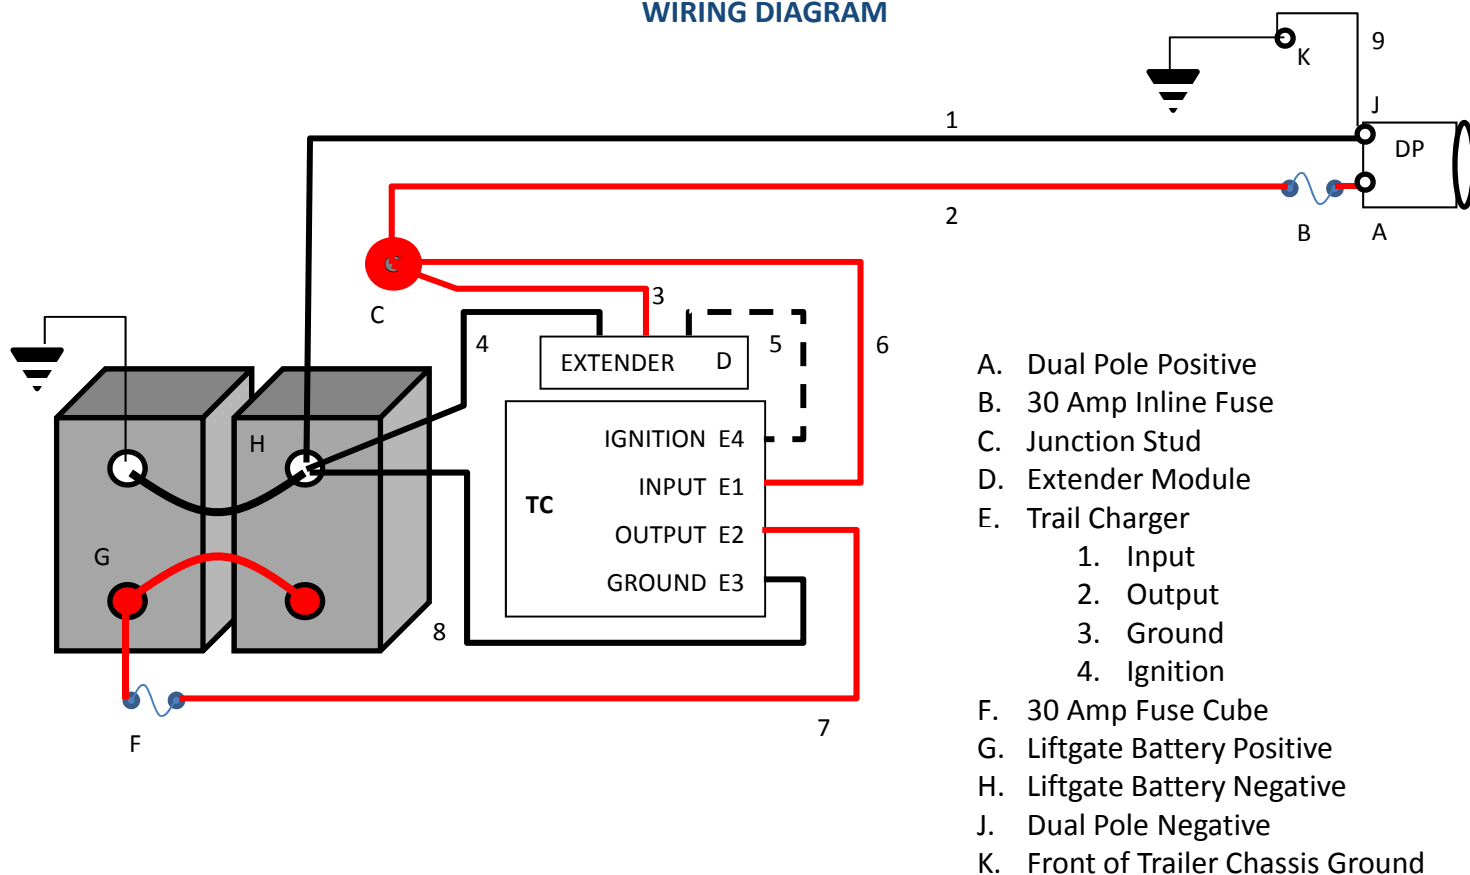 WIRING DIAGRAM
9
K
J
1
DP
2
B
A
C
3
4
5
6
EXTENDER D
H
IGNITION E4
INPUT E1
TC
OUTPUT E2
GROUND E3
G
8
7
F
A. Dual Pole Positive
B. 30 Amp Inline Fuse
C. Junction Stud
D. Extender Module
E. Trail Charger
1. Input
2. Output
3. Ground
4. Ignition
F. 30 Amp Fuse Cube
G. Liftgate Battery Positive
H. Liftgate Battery Negative
J. Dual Pole Negative
K. Front of Trailer Chassis Ground